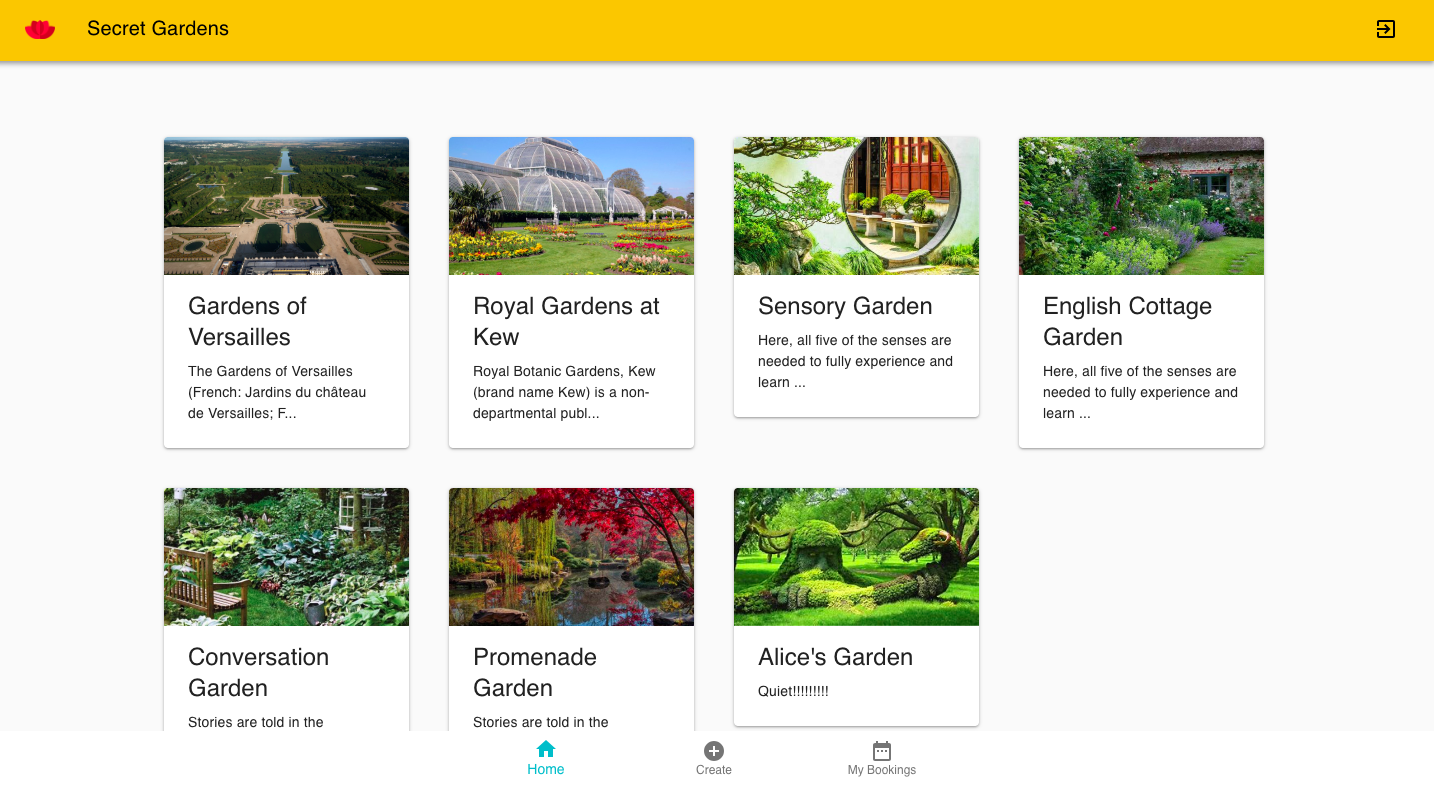 Secret Gardens
Gardens of
Versailles
The Gardens of Versailles
(French: Jardins du château
de Versailles; F...
Royal Gardens at
Kew
Royal Botanic Gardens, Kew
(brand name Kew) is a non-
departmental publ...
Sensory Garden
Here, all five of the senses are
needed to fully experience and
learn ...
English Cottage
Garden
Here, all five of the senses are
needed to fully experience and
learn ...
Conversation
Garden
Stories are told in the
Promenade
Garden
Stories are told in the
Alice's Garden
Quiet!!!!!!!!!
Home
Create
My Bookings